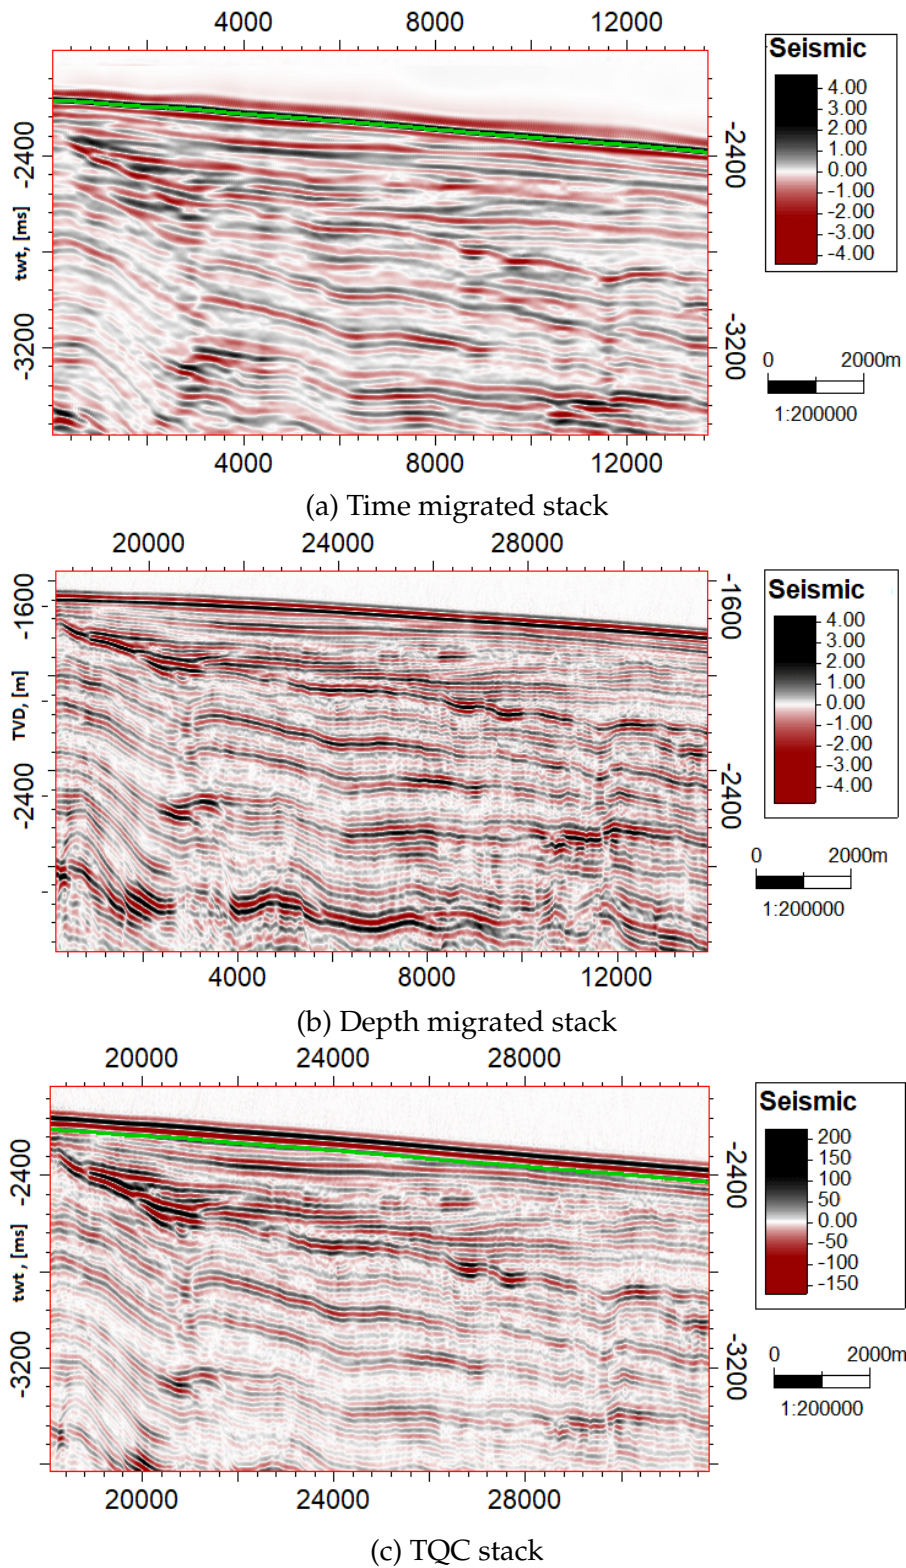 4000 8000 12000
Seismic
4.00
3.00
2.00
1.00
0.00
-1.00
-2.00
-3.00
-4.00
twt, [ms]
-2400 -2400
-3200 -3200
0 2000m
1:200000
4000 8000 12000
(a) Time migrated stack
20000 24000 28000
Seismic
4.00
3.00
2.00
1.00
0.00
-1.00
-2.00
-3.00
-4.00
TVD, [m]
-1600 -1600
-2400 -2400
0 2000m
1:200000
4000 8000 12000
(b) Depth migrated stack
20000 24000 28000
Seismic
200
150
100
50
0.00
-50
-100
-150
twt, [ms]
-2400 -2400
-3200 -3200
0 2000m
1:200000
20000 24000 28000
(c) TQC stack